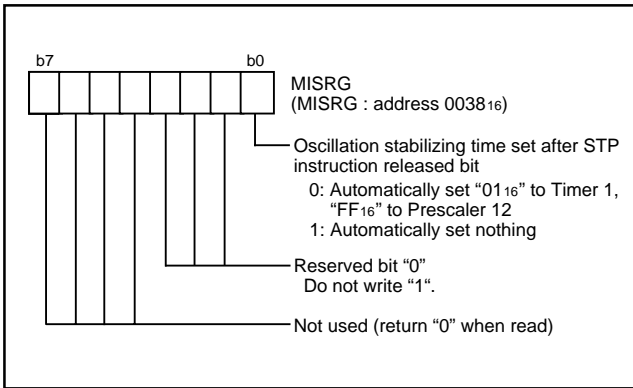 b7 b0
MISRG
(MISRG : address 003816)
Oscillation stabilizing time set after STP
instruction released bit
0: Automatically set “0116” to Timer 1,
“FF16” to Prescaler 12
1: Automatically set nothing
Reserved bit “0”
Do not write “1“.
Not used (return “0” when read)